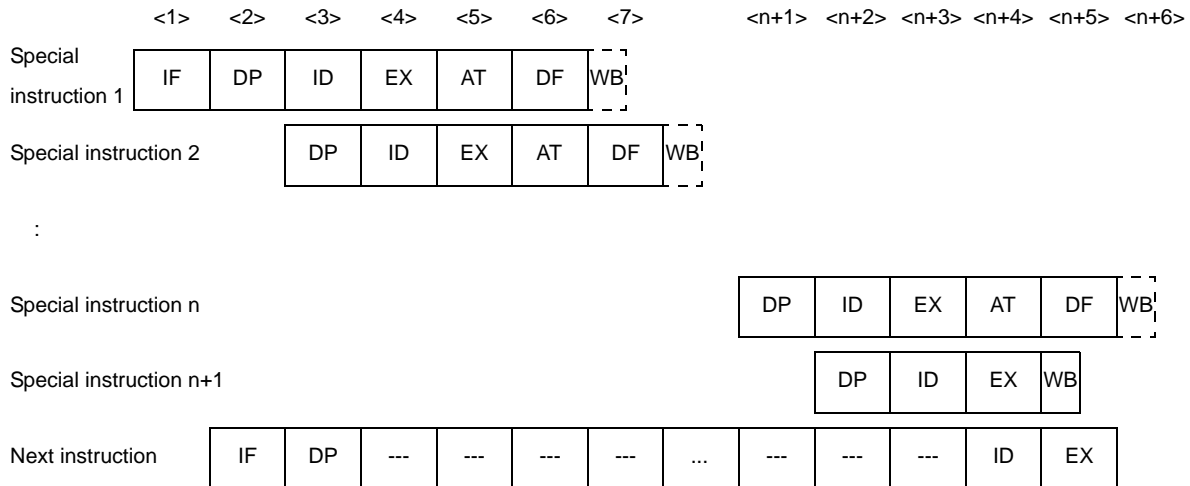 <1> <2> <3> <4> <5> <6> <7> <n+1> <n+2> <n+3> <n+4> <n+5> <n+6>
Special
instruction 1 IF DP ID EX AT DF WB
Special instruction 2 DP ID EX AT DF WB
:
Special instruction n DP ID EX AT DF WB
Special instruction n+1 DP ID EX WB
Next instruction IF DP --- --- --- --- ... --- --- --- ID EX